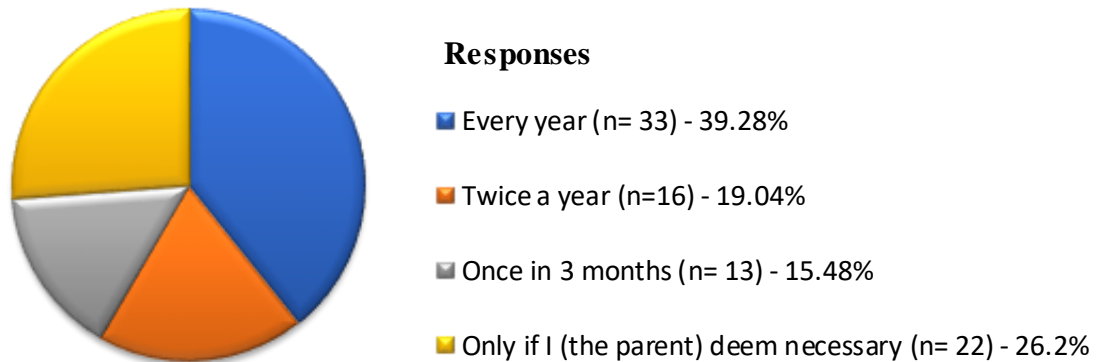 Responses
Every year (n= 33) - 39.28%
Twice a year (n=16) - 19.04%
Once in 3 months (n= 13) - 15.48%
Only if I (the parent) deem necessary (n= 22) - 26.2%